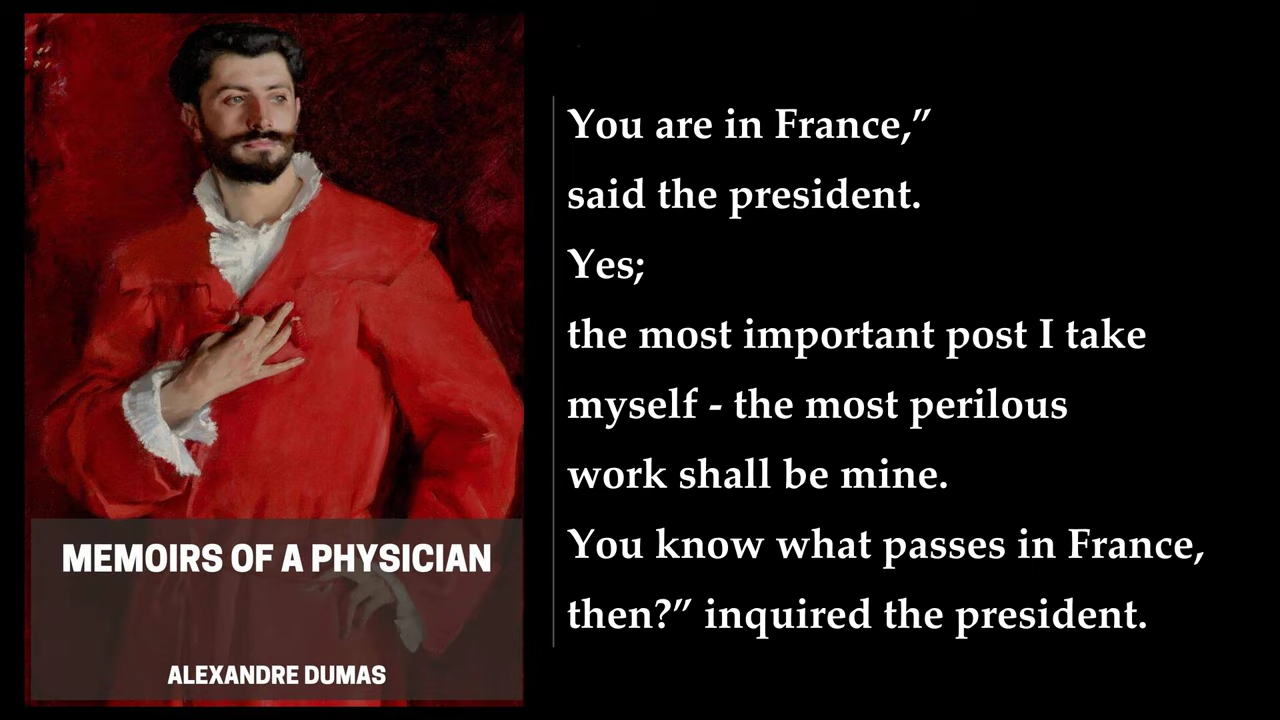 MEMOIRS OF A PHYSICIAN
ALEXANDRE DUMAS
You are in France,”
said the president.
Yes;
the most important post I take
myself - the most perilous
work shall be mine.
You know what passes in France,
then?” inquired the president.